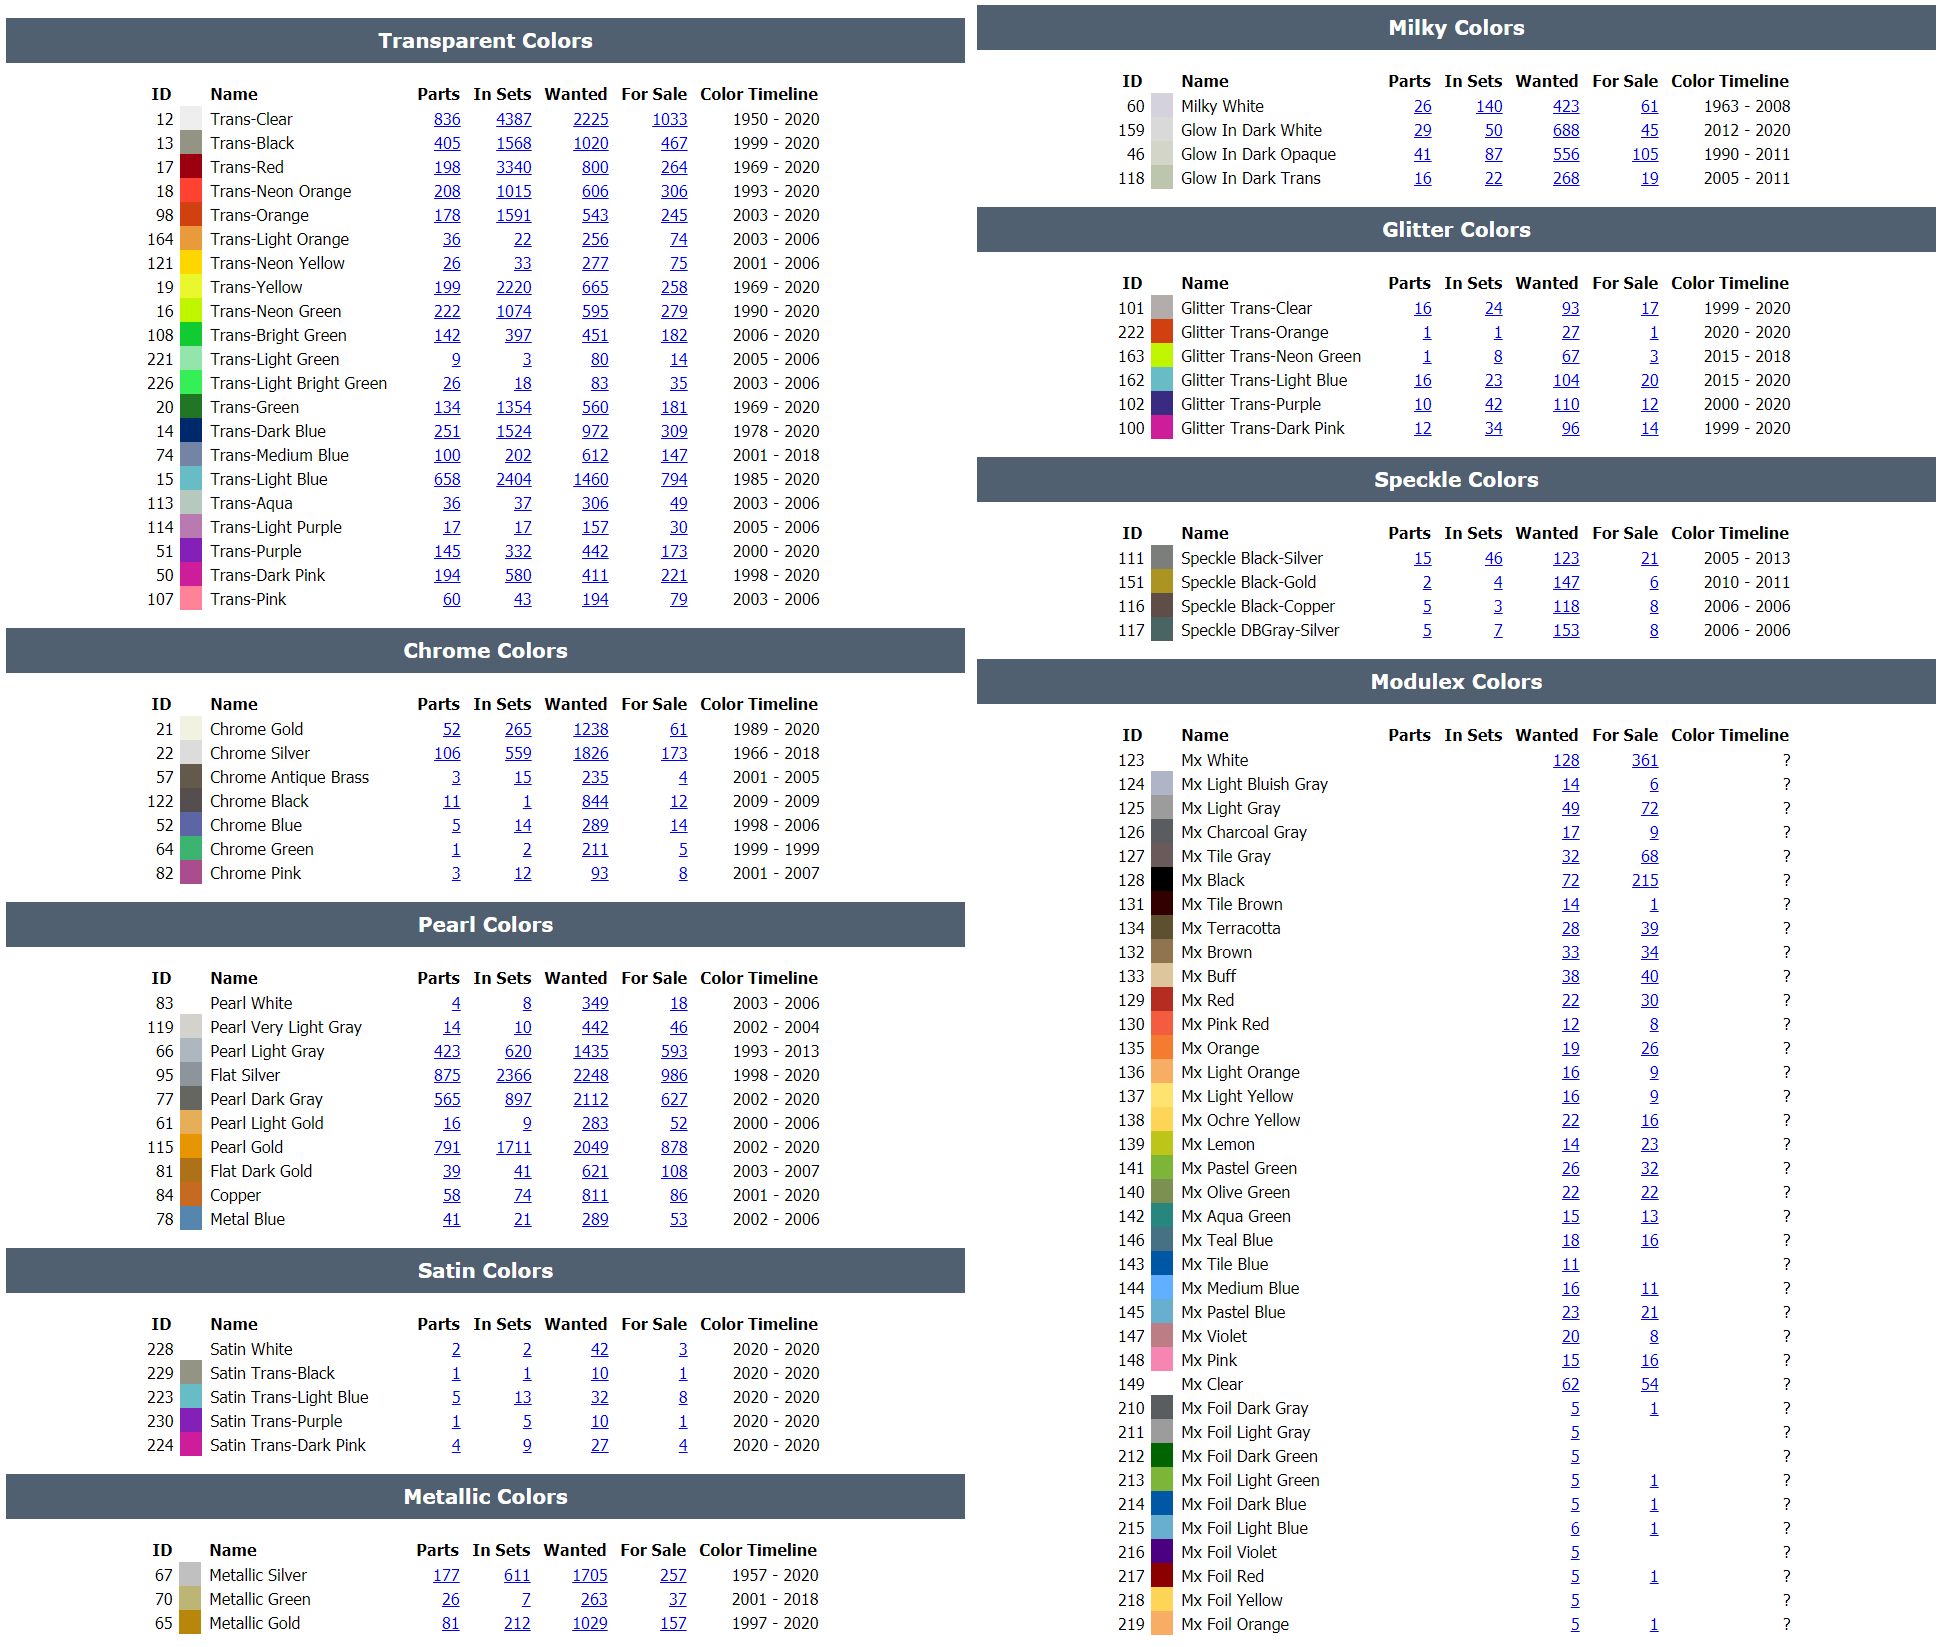 Transparent Colors
ID Name Parts In Sets Wanted For Sale Color Timeline
12 Trans-Clear 836 4387 2225 1033 1950 - 2020
13 Trans-Black 405 1568 1020 467 1999 - 2020
17 Trans-Red 198 3340 800 264 1969 - 2020
18 Trans-Neon Orange 208 1015 606 306 1993 - 2020
98 Trans-Orange 178 1591 543 245 2003 - 2020
164 Trans-Light Orange 36 22 256 74 2003 - 2006
121 Trans-Neon Yellow 26 33 277 75 2001 - 2006
19 Trans-Yellow 199 2220 665 258 1969 - 2020
16 Trans-Neon Green 222 1074 595 279 1990 - 2020
108 Trans-Bright Green 142 397 451 182 2006 - 2020
221 Trans-Light Green 9 3 80 14 2005 - 2006
226 Trans-Light Bright Green 26 18 83 35 2003 - 2006
20 Trans-Green 134 1354 560 181 1969 - 2020
14 Trans-Dark Blue 251 1524 972 309 1978 - 2020
74 Trans-Medium Blue 100 202 612 147 2001 - 2018
15 Trans-Light Blue 658 2404 1460 794 1985 - 2020
113 Trans-Aqua 36 37 306 49 2003 - 2006
114 Trans-Light Purple 17 17 157 30 2005 - 2006
51 Trans-Purple 145 332 442 173 2000 - 2020
50 Trans-Dark Pink 194 580 411 221 1998 - 2020
107 Trans-Pink 60 43 194 79 2003 - 2006
Chrome Colors
ID Name Parts In Sets Wanted For Sale Color Timeline
21 Chrome Gold 52 265 1238 61 1989 - 2020
22 Chrome Silver 106 559 1826 173 1966 - 2018
57 Chrome Antique Brass 3 15 235 4 2001 - 2005
122 Chrome Black 11 1 844 12 2009 - 2009
52 Chrome Blue 5 14 289 14 1998 - 2006
64 Chrome Green 1 2 211 5 1999 - 1999
82 Chrome Pink 3 12 93 8 2001 - 2007
Pearl Colors
ID Name Parts In Sets Wanted For Sale Color Timeline
83 Pearl White 4 8 349 18 2003 - 2006
119 Pearl Very Light Gray 14 10 442 46 2002 - 2004
66 Pearl Light Gray 423 620 1435 593 1993 - 2013
95 Flat Silver 875 2366 2248 986 1998 - 2020
77 Pearl Dark Gray 565 897 2112 627 2002 - 2020
61 Pearl Light Gold 16 9 283 52 2000 - 2006
115 Pearl Gold 791 1711 2049 878 2002 - 2020
81 Flat Dark Gold 39 41 621 108 2003 - 2007
84 Copper 58 74 811 86 2001 - 2020
78 Metal Blue 41 21 289 53 2002 - 2006
Satin Colors
ID Name Parts In Sets Wanted For Sale Color Timeline
228 Satin White 2 2 42 3 2020 - 2020
229 Satin Trans-Black 1 1 10 1 2020 - 2020
223 Satin Trans-Light Blue 5 13 32 8 2020 - 2020
230 Satin Trans-Purple 1 5 10 1 2020 - 2020
224 Satin Trans-Dark Pink 4 9 27 4 2020 - 2020
Metallic Colors
ID Name Parts In Sets Wanted For Sale Color Timeline
67 Metallic Silver 177 611 1705 257 1957 - 2020
70 Metallic Green 26 7 263 37 2001 - 2018
65 Metallic Gold 81 212 1029 157 1997 - 2020
Milky Colors
ID Name Parts In Sets Wanted For Sale Color Timeline
60 Milky White 26 140 423 61 1963 - 2008
159 Glow In Dark White 29 50 688 45 2012 - 2020
46 Glow In Dark Opaque 41 87 556 105 1990 - 2011
118 Glow In Dark Trans 16 22 268 19 2005 - 2011
Glitter Colors
ID Name Parts In Sets Wanted For Sale Color Timeline
101 Glitter Trans-Clear 16 24 93 17 1999 - 2020
222 Glitter Trans-Orange 1 1 27 1 2020 - 2020
163 Glitter Trans-Neon Green 1 8 67 3 2015 - 2018
162 Glitter Trans-Light Blue 16 23 104 20 2015 - 2020
102 Glitter Trans-Purple 10 42 110 12 2000 - 2020
100 Glitter Trans-Dark Pink 12 34 96 14 1999 - 2020
Speckle Colors
ID Name Parts In Sets Wanted For Sale Color Timeline
111 Speckle Black-Silver 15 46 123 21 2005 - 2013
151 Speckle Black-Gold 2 4 147 6 2010 - 2011
116 Speckle Black-Copper 5 3 118 8 2006 - 2006
117 Speckle DBGray-Silver 5 7 153 8 2006 - 2006
Modulex Colors
ID Name Parts In Sets Wanted For Sale Color Timeline
123 Mx White 128 361 ?
124 Mx Light Bluish Gray 14 6 ?
125 Mx Light Gray 49 72 ?
126 Mx Charcoal Gray 17 9 ?
127 Mx Tile Gray 32 68 ?
128 Mx Black 72 215 ?
131 Mx Tile Brown 14 1 ?
134 Mx Terracotta 28 39 ?
132 Mx Brown 33 34 ?
133 Mx Buff 38 40 ?
129 Mx Red 22 30 ?
130 Mx Pink Red 12 8 ?
135 Mx Orange 19 26 ?
136 Mx Light Orange 16 9 ?
137 Mx Light Yellow 16 9 ?
138 Mx Ochre Yellow 22 16 ?
139 Mx Lemon 14 23 ?
141 Mx Pastel Green 26 32 ?
140 Mx Olive Green 22 22 ?
142 Mx Aqua Green 15 13 ?
146 Mx Teal Blue 18 16 ?
143 Mx Tile Blue 11 ?
144 Mx Medium Blue 16 11 ?
145 Mx Pastel Blue 23 21 ?
147 Mx Violet 20 8 ?
148 Mx Pink 15 16 ?
149 Mx Clear 62 54 ?
210 Mx Foil Dark Gray 5 1 ?
211 Mx Foil Light Gray 5 ?
212 Mx Foil Dark Green 5 ?
213 Mx Foil Light Green 5 1 ?
214 Mx Foil Dark Blue 5 1 ?
215 Mx Foil Light Blue 6 1 ?
216 Mx Foil Violet 5 ?
217 Mx Foil Red 5 1 ?
218 Mx Foil Yellow 5 ?
219 Mx Foil Orange 5 1 ?